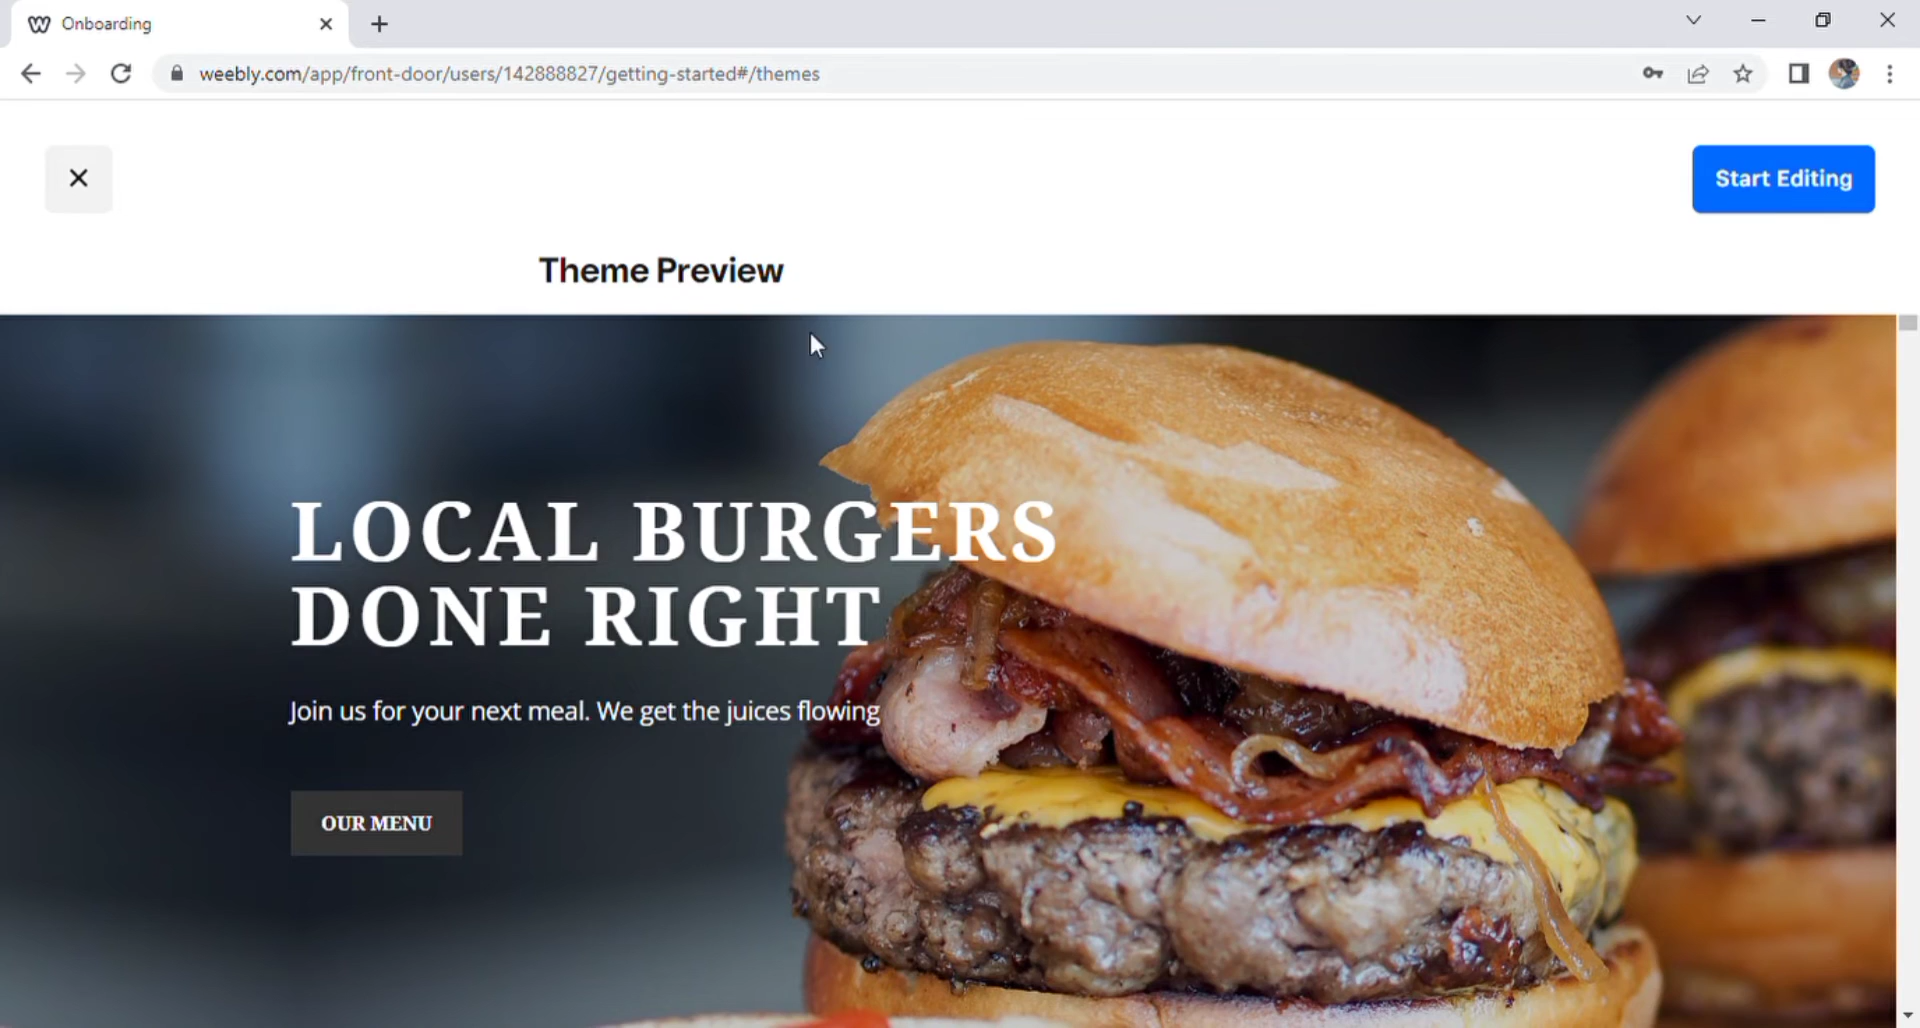 Onboarding
weebly.com/app/front-door/users/142888827/getting-started#/themes
Start Editing
Theme Preview
LOCAL BURGERS
DONE RIGHT
Join us for your next meal. We get the juices flowing
OUR MENU